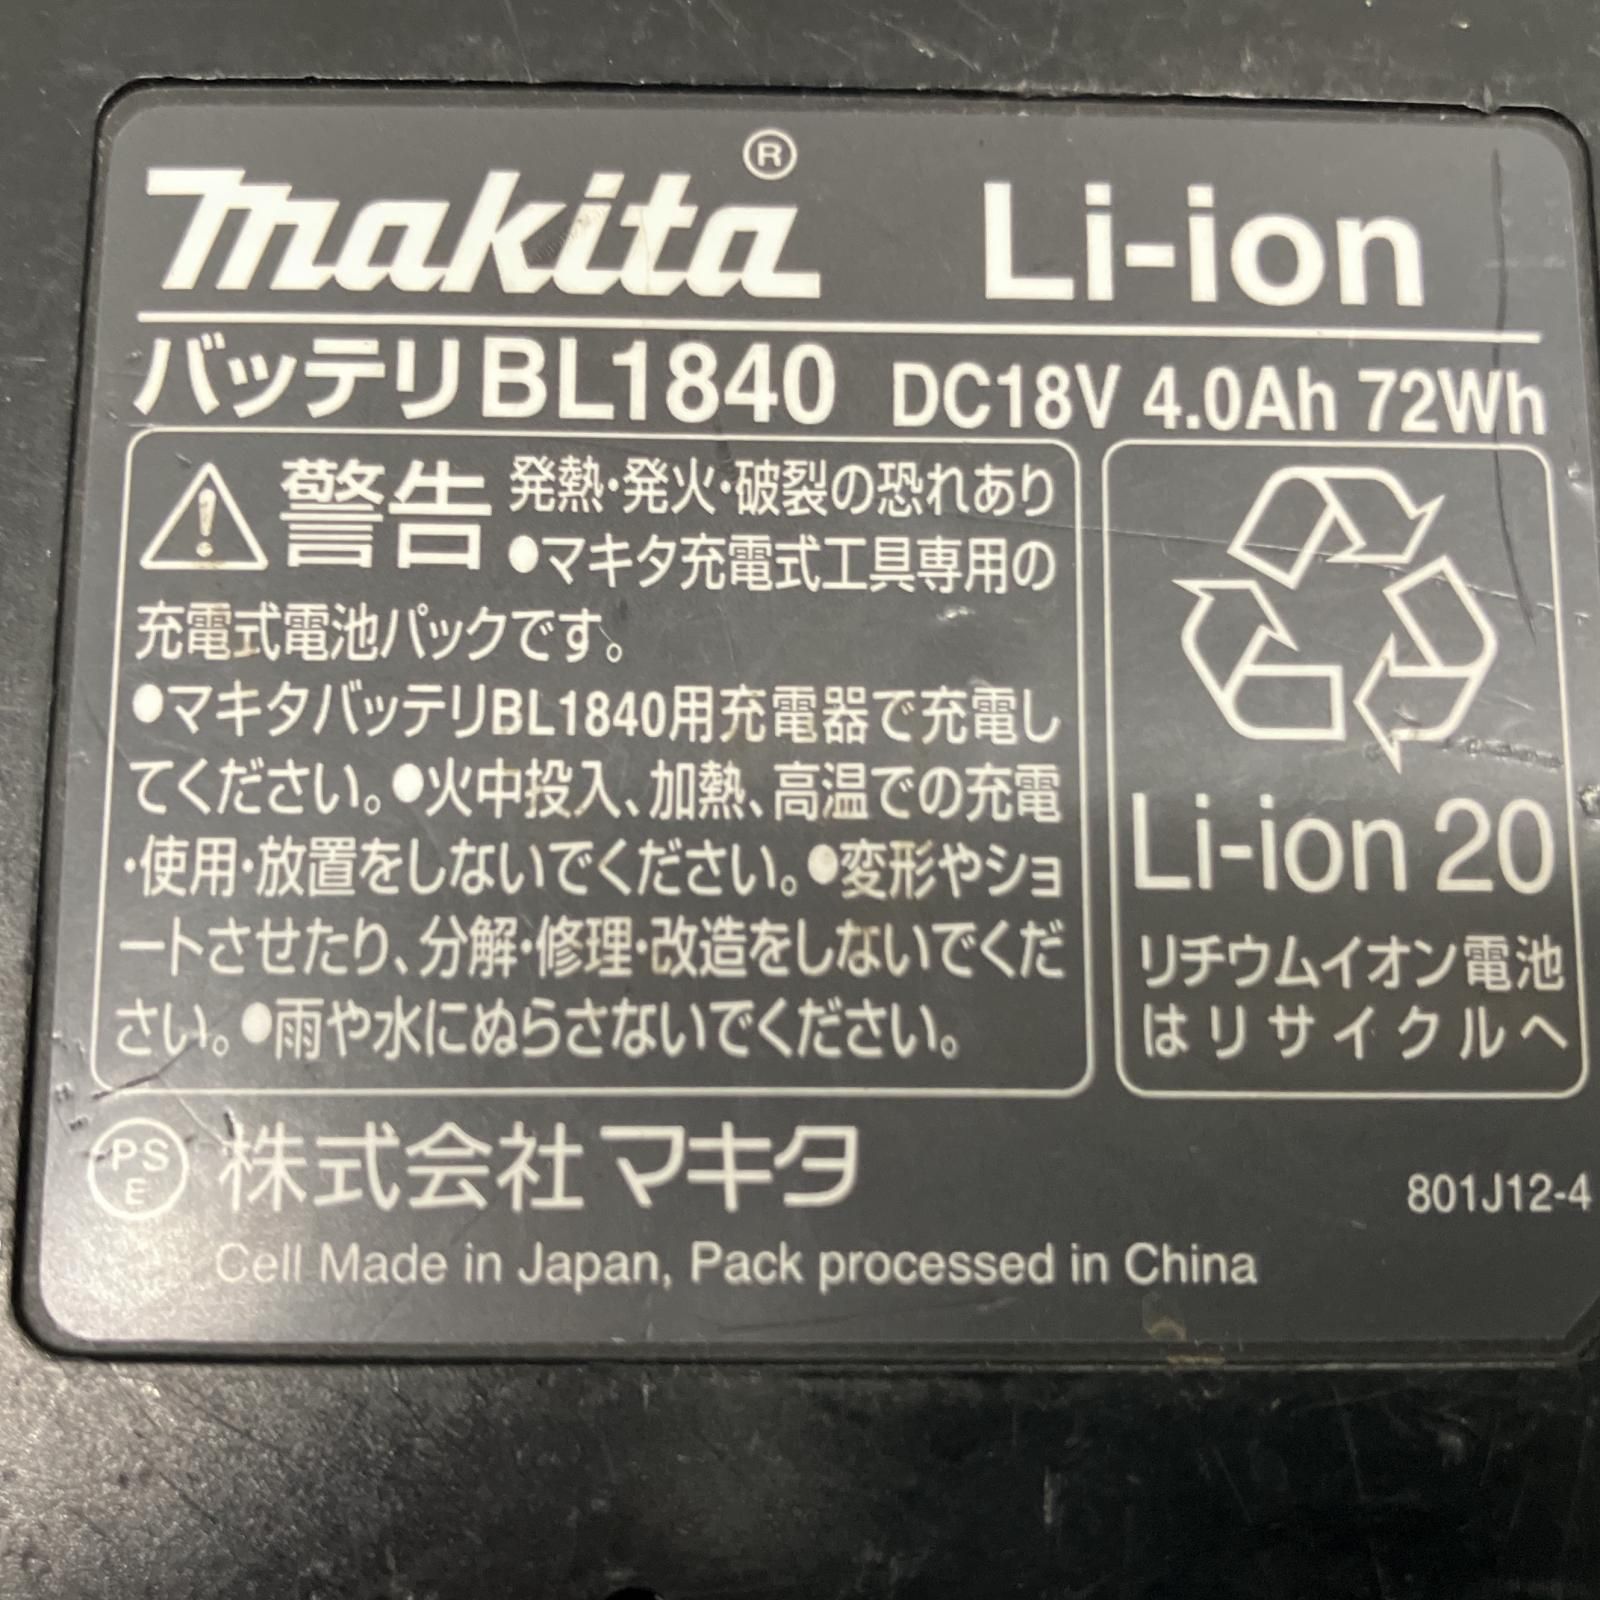 makita® Li-ion
バッテリBL1840 DC18V 4.0Ah 72Wh
警告 発熱・発火・破裂の恐れあり
●マキタ充電式工具専用の
充電式電池パックです。
●マキタバッテリBL1840用充電器で充電し
てください。●火中投入、加熱、高温での充電
・使用・放置をしないでください。●変形やショ
ートさせたり、分解・修理・改造をしないでくだ
さい。●雨や水にぬらさないでください。
Li-ion 20
リチウムイオン電池
はリサイクルへ
PS
E
株式会社マキタ
801J12-4
Cell Made in Japan, Pack processed in China